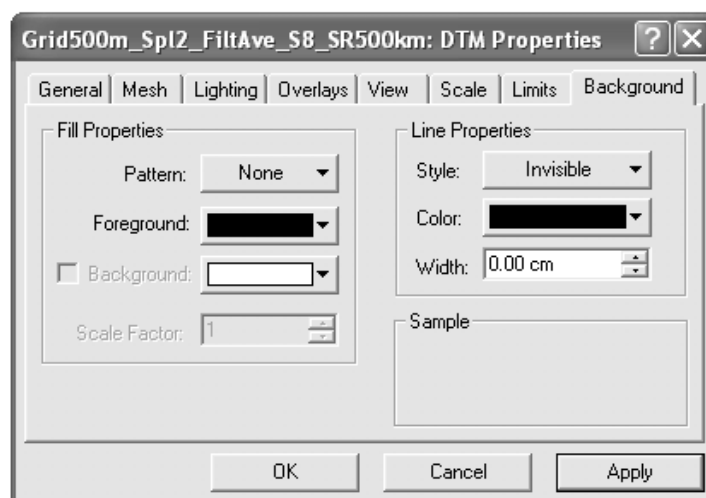 Grid500m_Spl2_FiltAve_S8_SR500km: DTM Properties
General Mesh Lighting Overlays View Scale Limits Background
Fill Properties
Pattern: None
Foreground:
Background:
Scale Factor: 1
Line Properties
Style: Invisible
Color:
Width: 0.00 cm
Sample
OK Cancel Apply